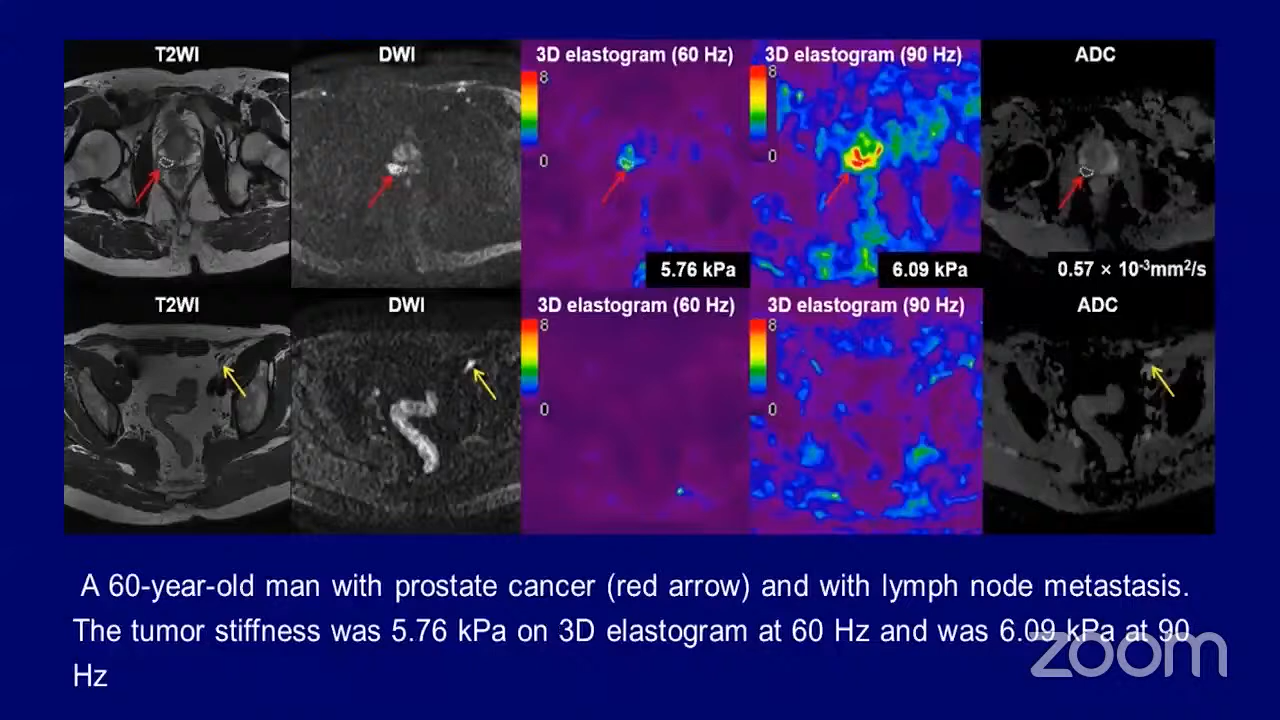 T2WI
DWI
3D elastogram (60 Hz)
3D elastogram (90 Hz)
ADC
8
8
0
0
5.76 kPa
6.09 kPa
0.57 × 10⁻³mm²/s
T2WI
DWI
3D elastogram (60 Hz)
3D elastogram (90 Hz)
ADC
8
8
0
0
A 60-year-old man with prostate cancer (red arrow) and with lymph node metastasis.
The tumor stiffness was 5.76 kPa on 3D elastogram at 60 Hz and was 6.09 kPa at 90
Hz
zoom